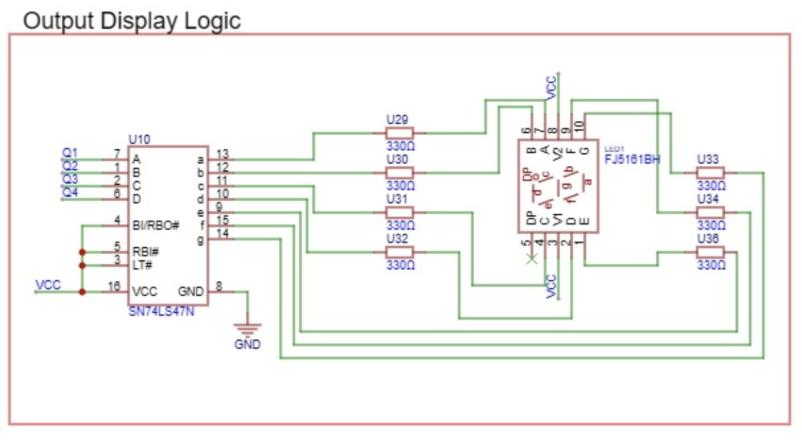 Output Display Logic
U10
Q1 7 A a 13
Q2 1 B b 12
Q3 2 C c 11
Q4 6 D d 10
e 9
4 BI/RBO# f 15
g 14
5 RBI#
3 LT#
VCC 16 VCC GND 8
SN74LS47N
GND
U29
330Ω
U30
330Ω
U31
330Ω
U32
330Ω
VCC
6 7 8 9 10
B A V2 F G
DP c d e g b f a
DP C V1 D E
5 4 3 2 1
VCC
LED1
FJ5161BH
U33
330Ω
U34
330Ω
U36
330Ω